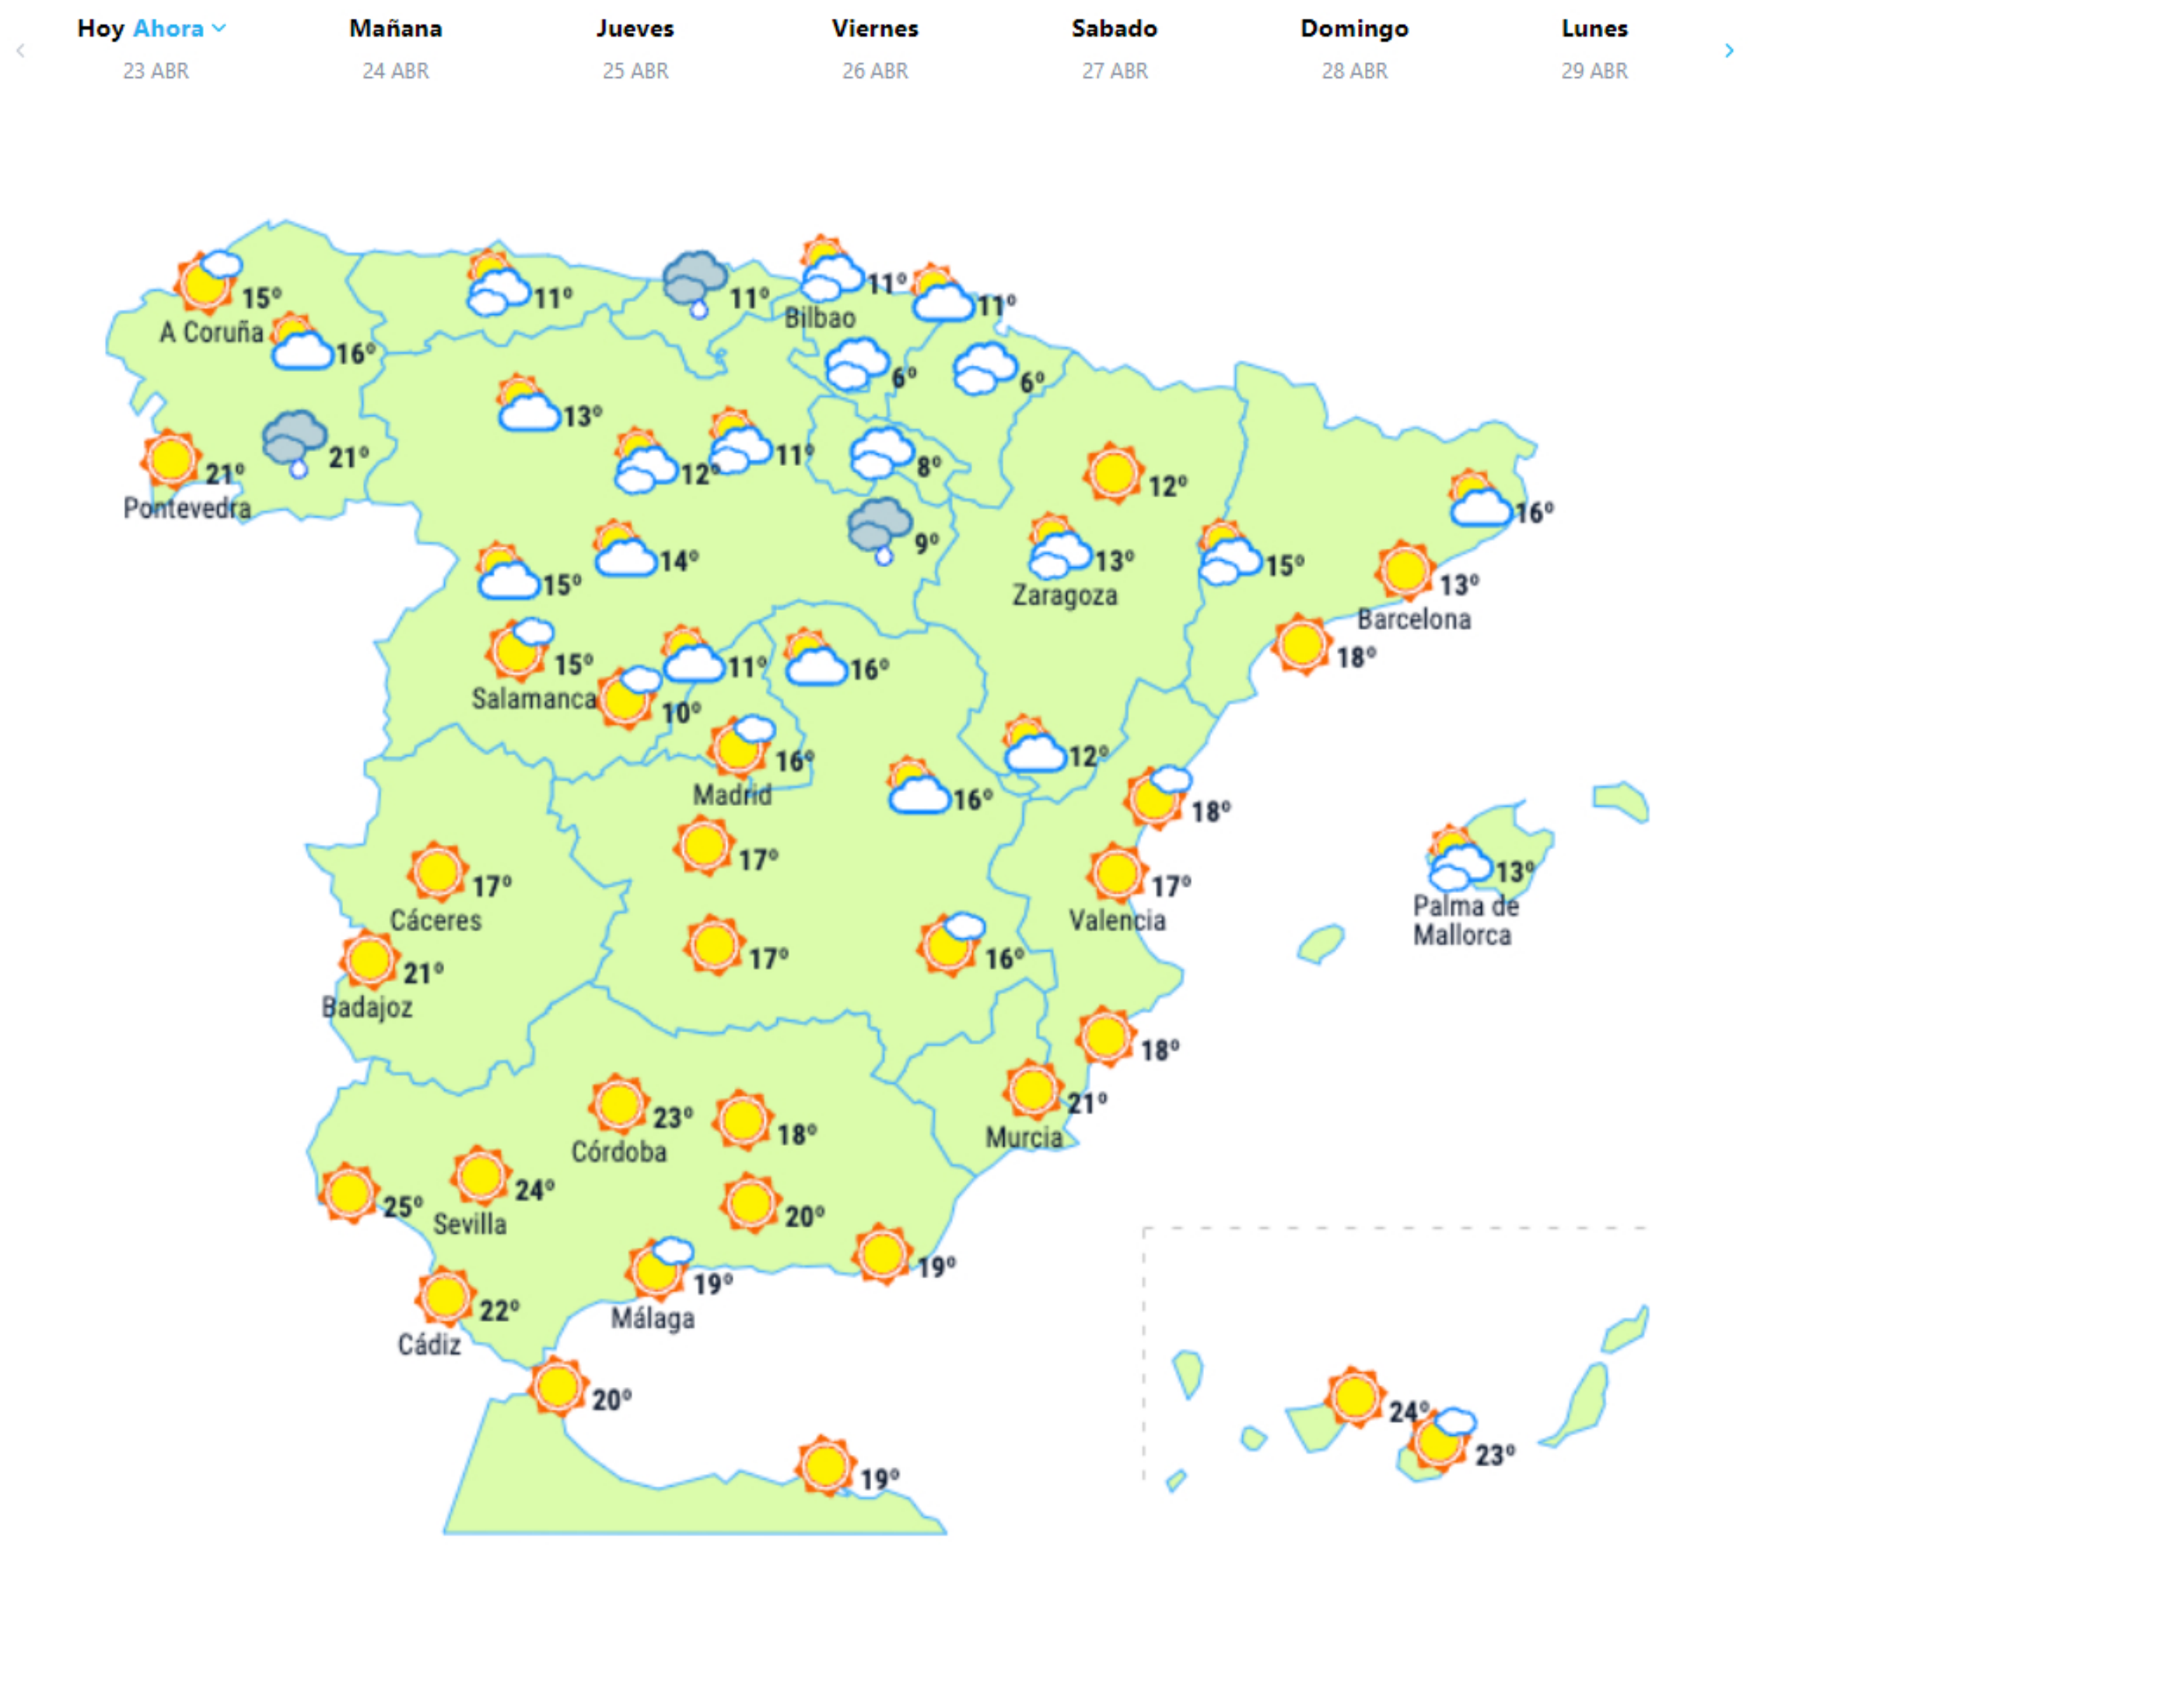 Hoy Ahora
23 ABR
Mañana
24 ABR
Jueves
25 ABR
Viernes
26 ABR
Sabado
27 ABR
Domingo
28 ABR
Lunes
29 ABR
15º
A Coruña
16º
11º
11º
11º
Bilbao
11º
6º
6º
13º
12º
11º
8º
21º
Pontevedra
21º
12º
16º
9º
13º
Zaragoza
15º
13º
Barcelona
15º
14º
18º
15º
Salamanca
11º
16º
10º
16º
Madrid
12º
16º
18º
17º
17º
Valencia
13º
Palma de
Mallorca
17º
Cáceres
21º
Badajoz
17º
16º
18º
21º
Murcia
23º
Córdoba
18º
25º
24º
Sevilla
20º
19º
19º
Málaga
22º
Cádiz
20º
19º
24º
23º